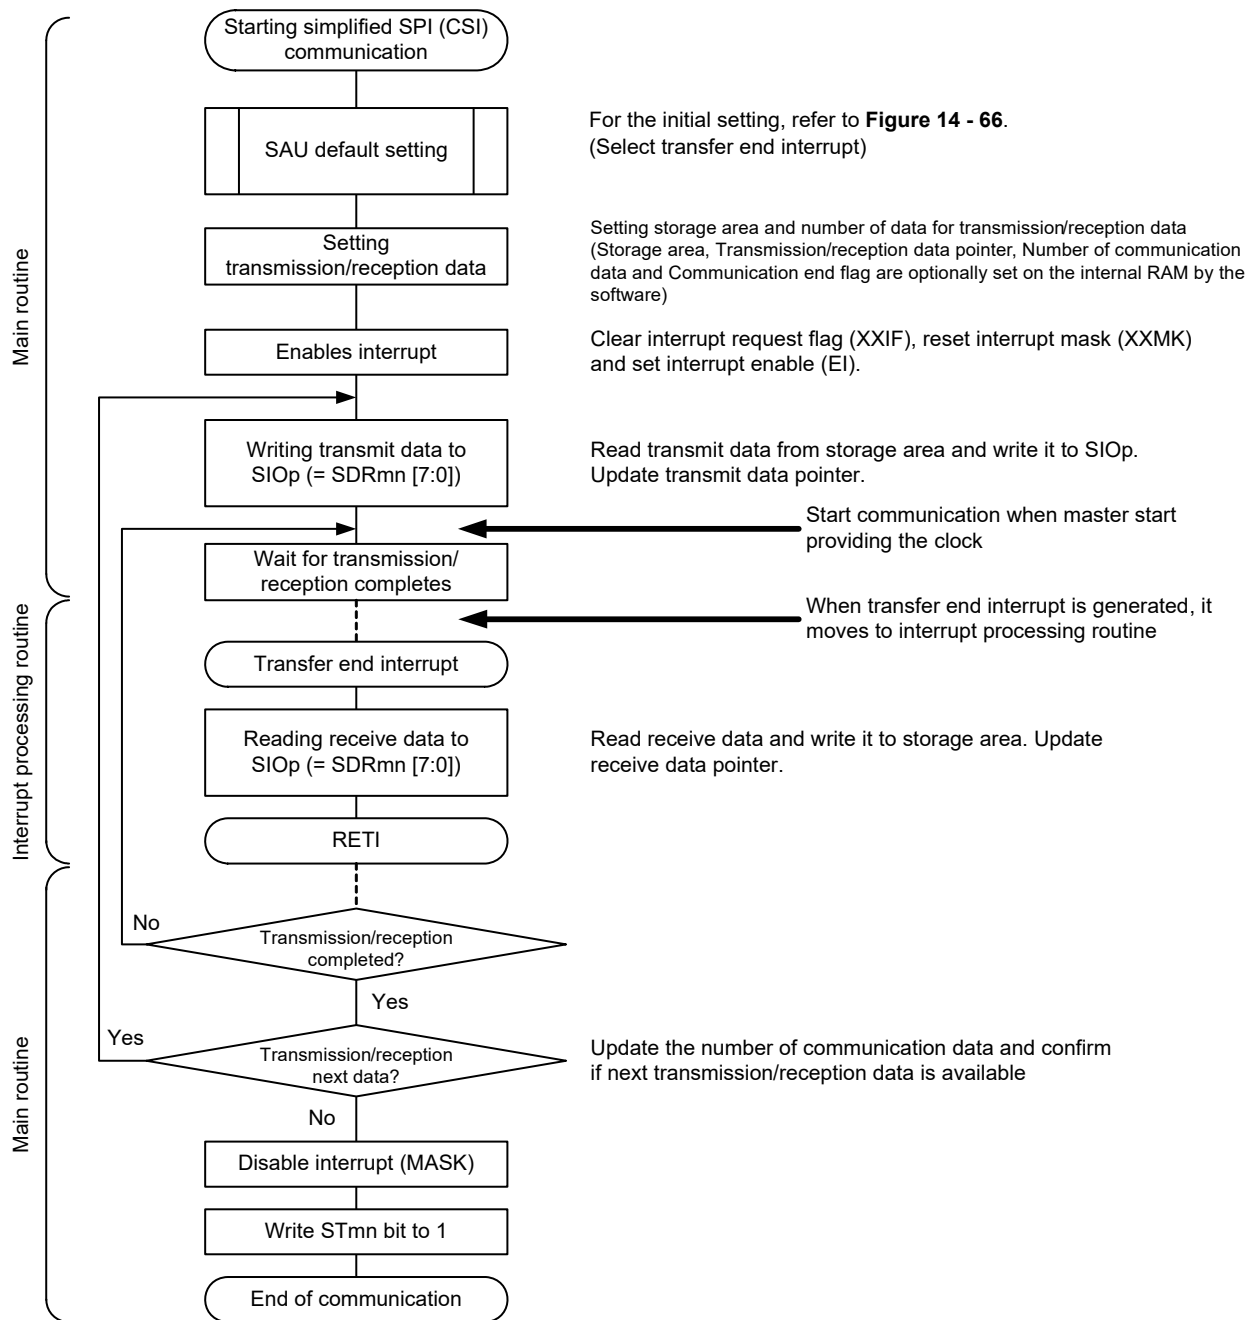 Starting simplified SPI (CSI)
communication
SAU default setting
For the initial setting, refer to Figure 14 - 66.
(Select transfer end interrupt)
Setting
transmission/reception data
Setting storage area and number of data for transmission/reception data
(Storage area, Transmission/reception data pointer, Number of communication
data and Communication end flag are optionally set on the internal RAM by the
software)
Main routine
Enables interrupt
Clear interrupt request flag (XXIF), reset interrupt mask (XXMK)
and set interrupt enable (EI).
Writing transmit data to
SIOp (= SDRmn [7:0])
Read transmit data from storage area and write it to SIOp.
Update transmit data pointer.
Start communication when master start
providing the clock
Wait for transmission/
reception completes
When transfer end interrupt is generated, it
moves to interrupt processing routine
Transfer end interrupt
Interrupt processing routine
Reading receive data to
SIOp (= SDRmn [7:0])
Read receive data and write it to storage area. Update
receive data pointer.
RETI
No
Transmission/reception
completed?
Yes
Yes
Transmission/reception
next data?
Update the number of communication data and confirm
if next transmission/reception data is available
Main routine
No
Disable interrupt (MASK)
Write STmn bit to 1
End of communication